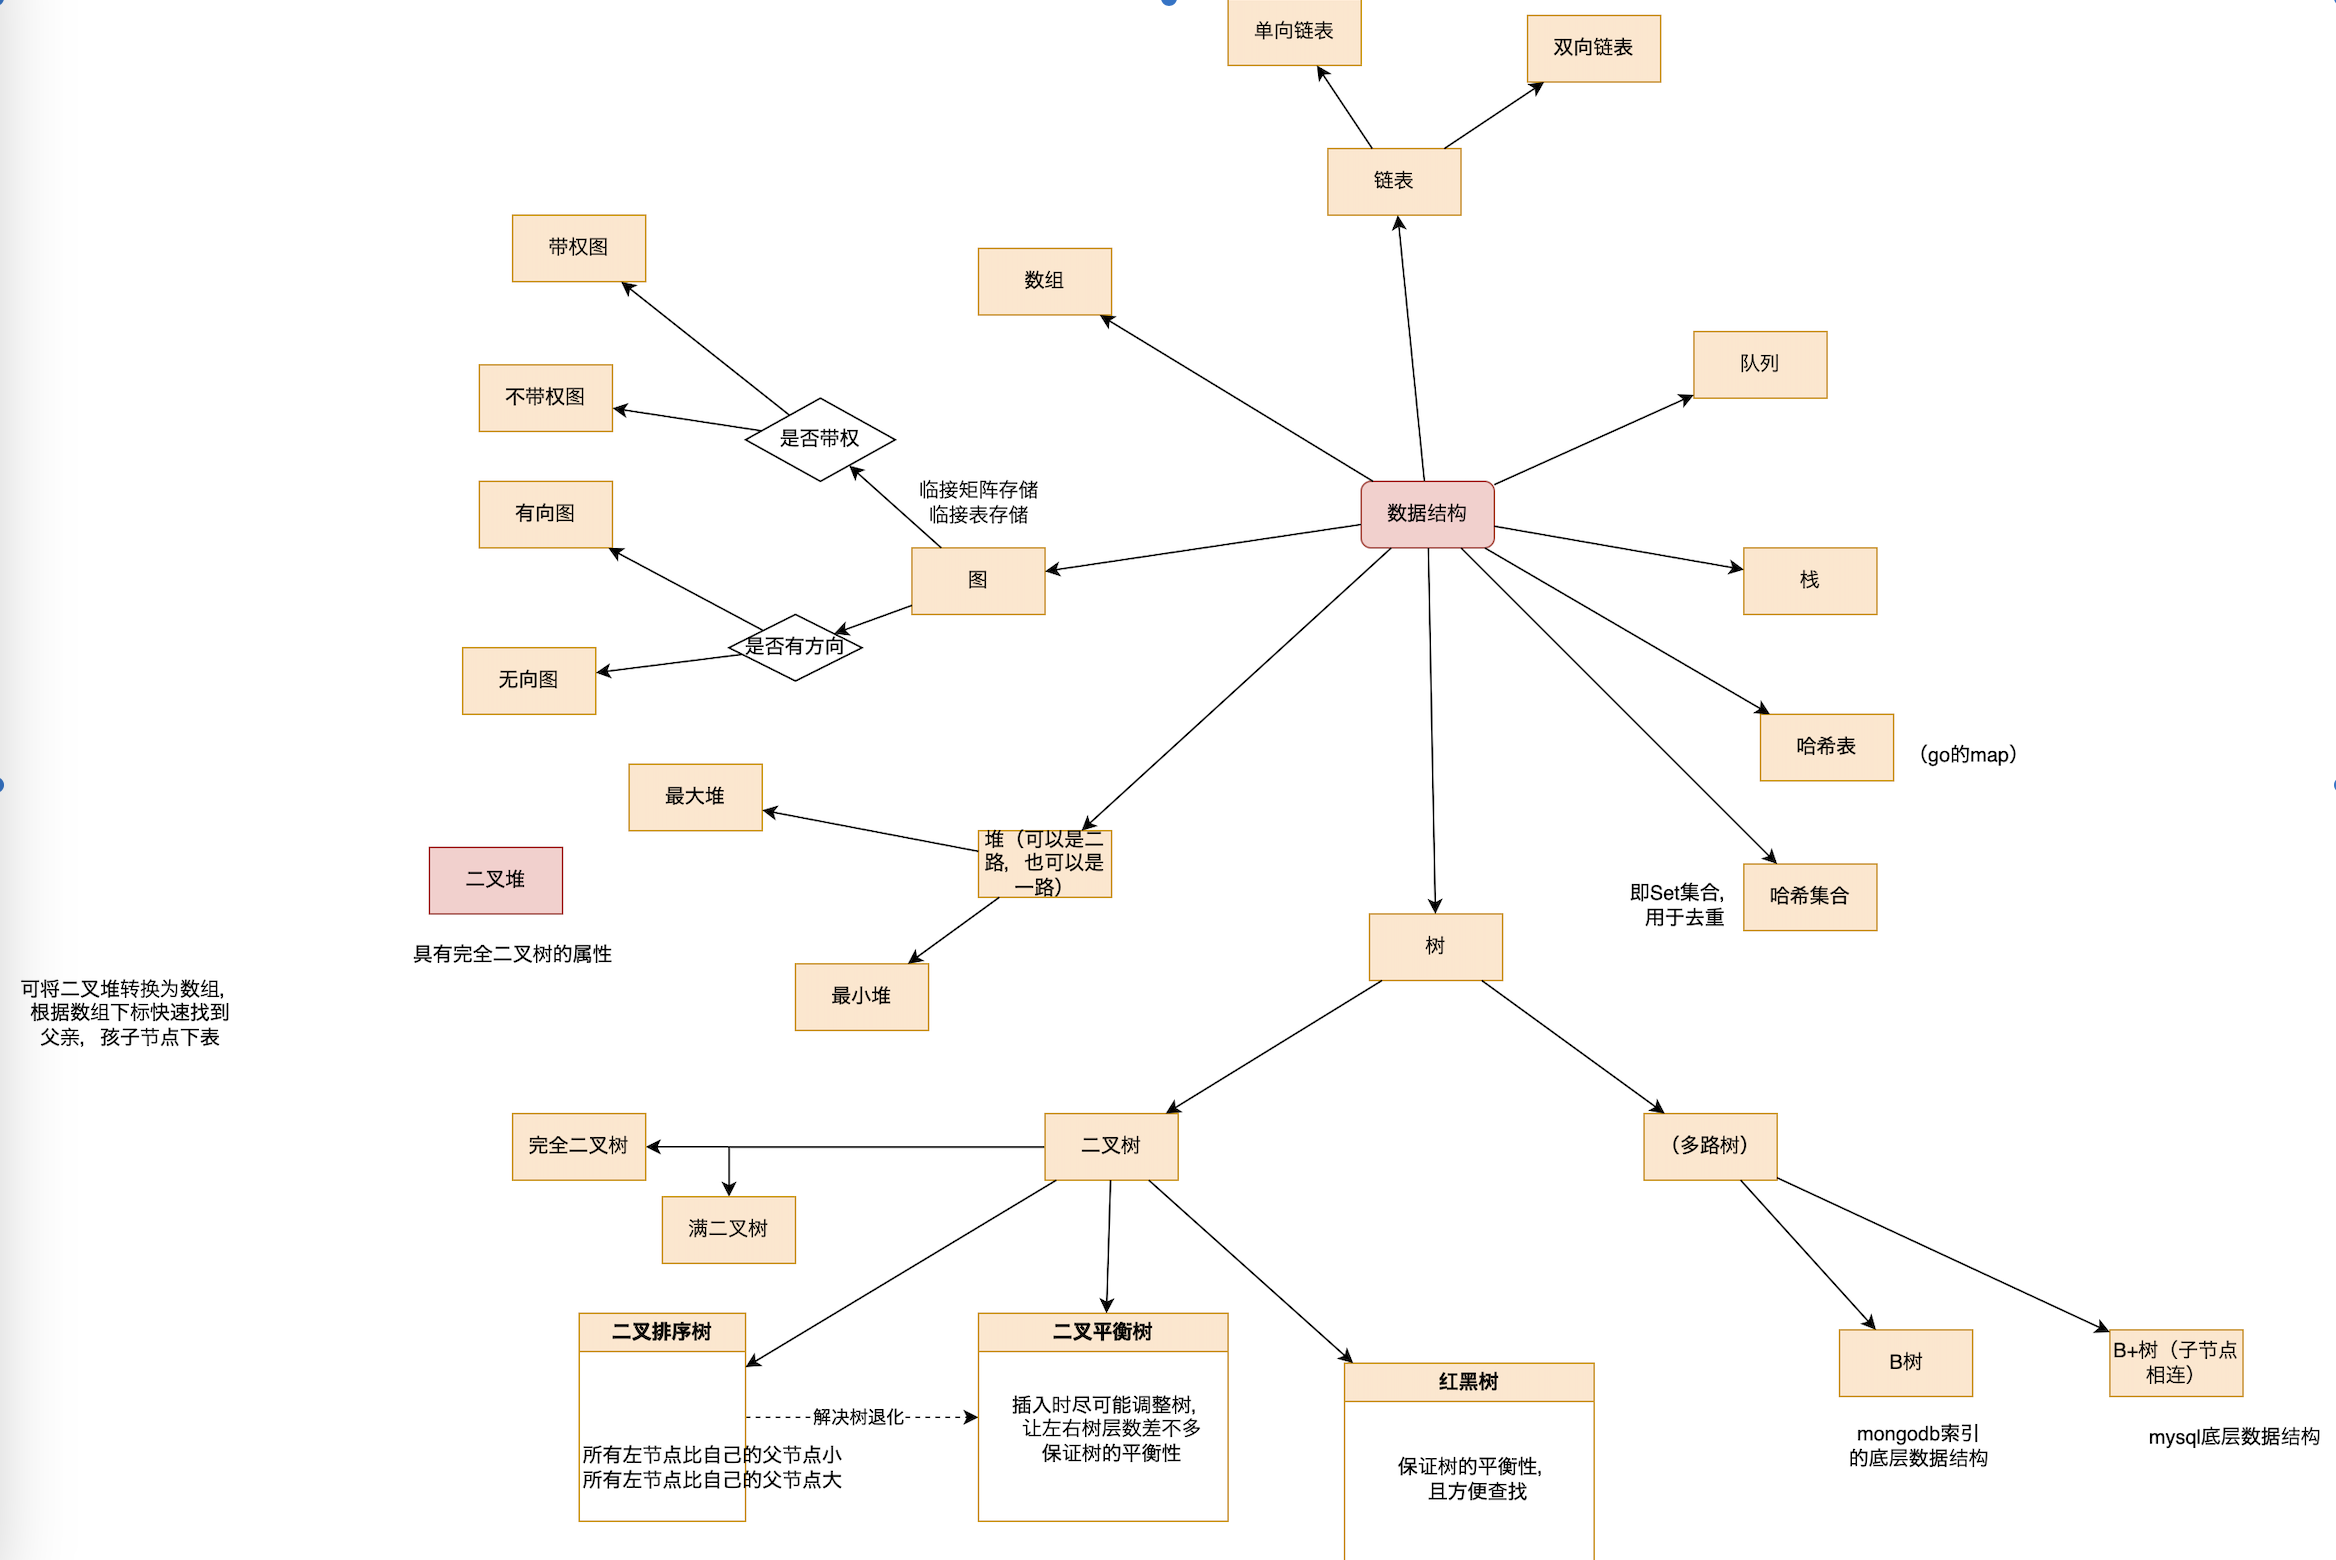 单向链表
双向链表
链表
带权图
数组
队列
不带权图
是否带权
临接矩阵存储
临接表存储
有向图
数据结构
图
栈
是否有方向
无向图
哈希表
（go的map）
最大堆
堆（可以是二
路，也可以是
一路）
二叉堆
即Set集合，
用于去重
哈希集合
具有完全二叉树的属性
树
可将二叉堆转换为数组，
根据数组下标快速找到
父亲，孩子节点下表
最小堆
完全二叉树
二叉树
（多路树）
满二叉树
二叉排序树
二叉平衡树
B树
B+树（子节点
相连）
红黑树
解决树退化
插入时尽可能调整树，
让左右树层数差不多
保证树的平衡性
所有左节点比自己的父节点小
所有左节点比自己的父节点大
mongodb索引
的底层数据结构
mysql底层数据结构
保证树的平衡性，
且方便查找